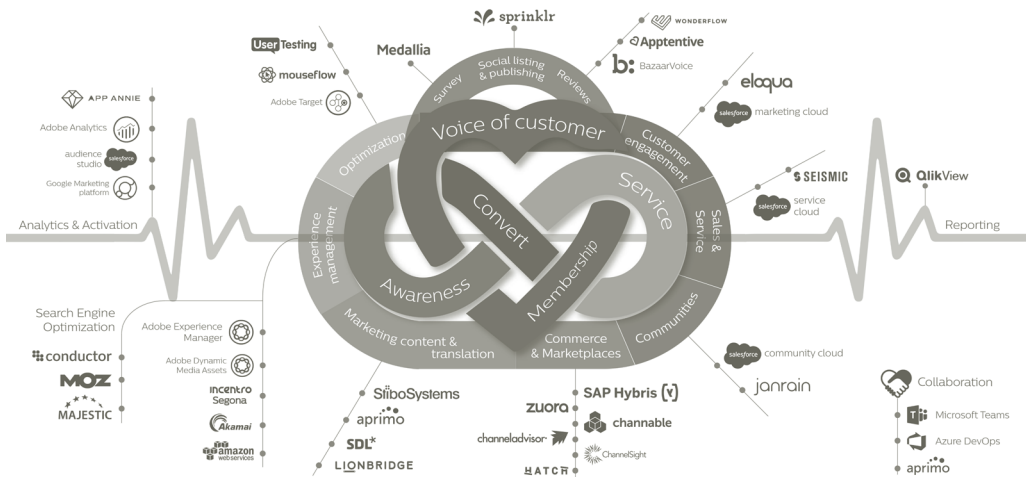 sprinklr
WONDERFLOW
Apptentive
b: BazaarVoice
User Testing
mouseflow
Adobe Target
Medallia
eloqua
salesforce marketing cloud
APP ANNIE
Adobe Analytics
audience
studio
salesforce
Google Marketing
platform
Analytics & Activation
Survey
Social listing
& publishing
Reviews
Optimization
Voice of customer
Customer
engagement
SEISMIC
salesforce
service
cloud
QlikView
Reporting
Experience
management
Convert
Service
Sales &
Service
Awareness
Membership
Marketing content &
translation
Commerce
& Marketplaces
Communities
Search Engine
Optimization
conductor
MOZ
MAJESTIC
Adobe Experience
Manager
Adobe Dynamic
Media Assets
incentro
Segona
Akamai
amazon
webservices
StiboSystems
aprimo
SDL*
LIONBRIDGE
SAP Hybris (Y)
zuora
channable
channeladvisor
ChannelSight
HATCH
salesforce community cloud
janrain
Collaboration
Microsoft Teams
Azure DevOps
aprimo